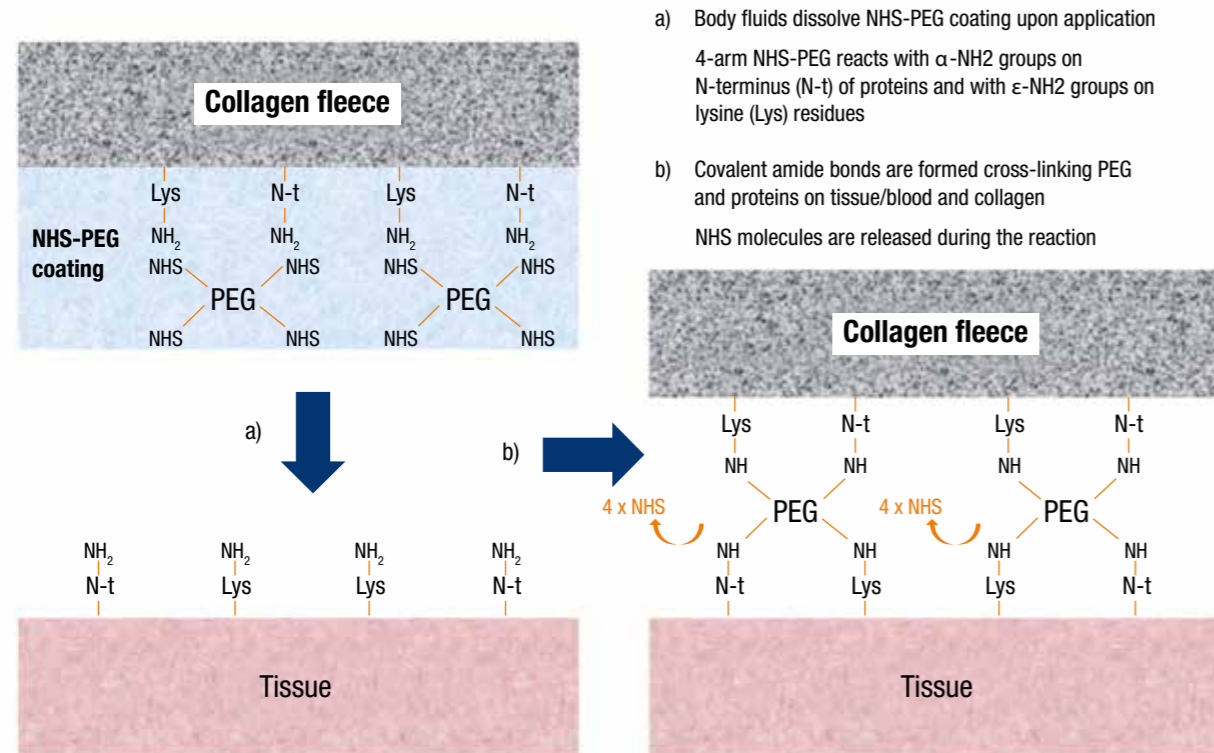 a) Body fluids dissolve NHS-PEG coating upon application
4-arm NHS-PEG reacts with α-NH2 groups on
N-terminus (N-t) of proteins and with ε-NH2 groups on
lysine (Lys) residues
b) Covalent amide bonds are formed cross-linking PEG
and proteins on tissue/blood and collagen
NHS molecules are released during the reaction
Collagen fleece
Lys N-t Lys N-t
NHS-PEG
coating
NH₂ NH₂ NH₂ NH₂
NHS NHS NHS NHS
PEG PEG
NHS NHS NHS NHS
a)
NH₂ NH₂ NH₂ NH₂
N-t Lys Lys N-t
Tissue
b)
Collagen fleece
Lys N-t Lys N-t
NH NH NH NH
4 x NHS PEG 4 x NHS PEG
NH NH NH NH
N-t Lys Lys N-t
Tissue